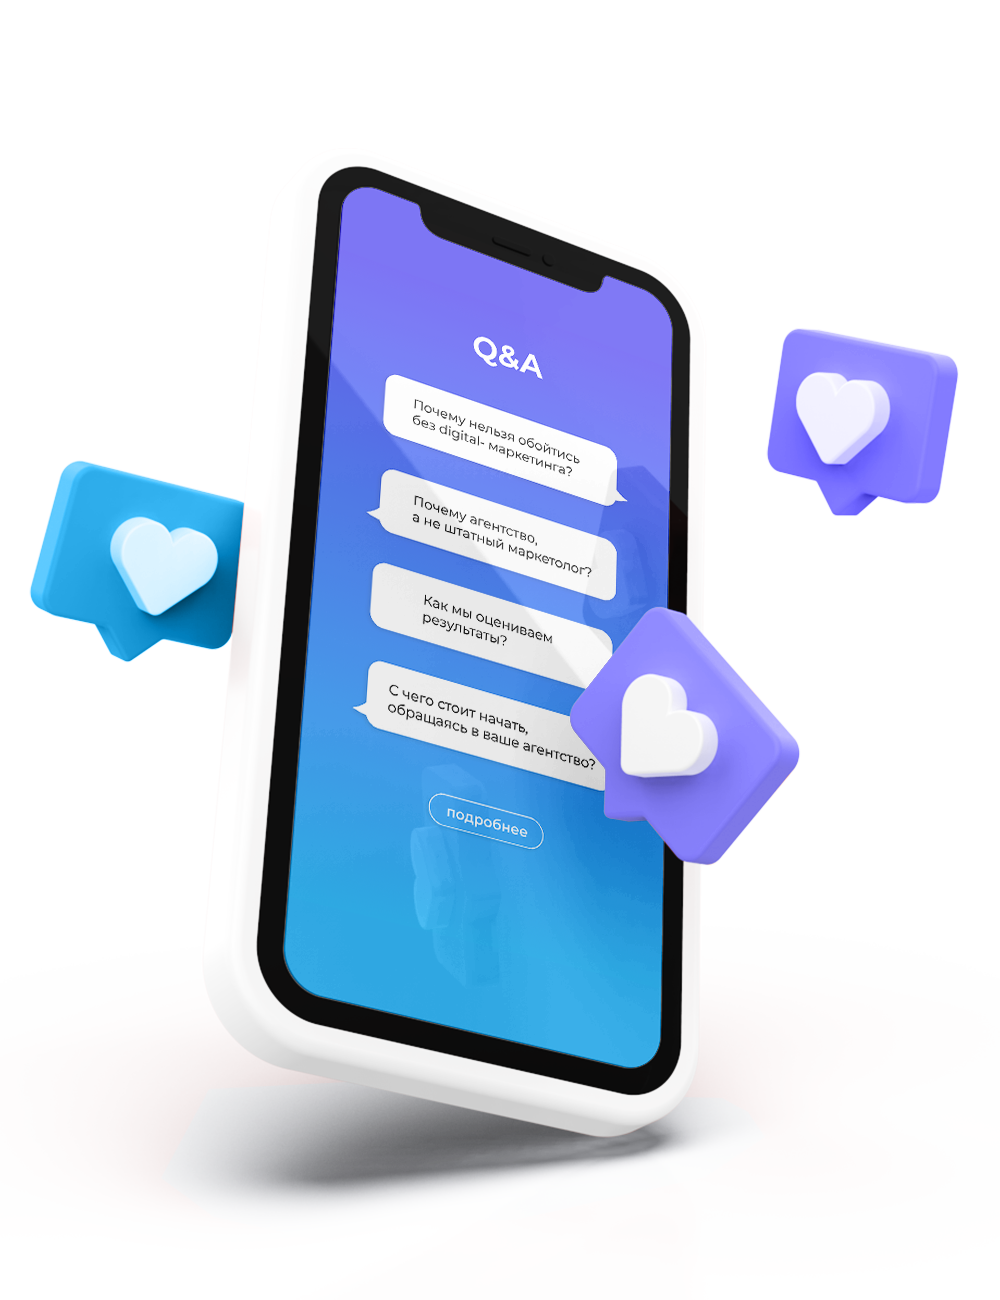 Q&A
Почему нельзя обойтись
без digital- маркетинга?
Почему агентство,
а не штатный маркетолог?
Как мы оцениваем
результаты?
С чего стоит начать,
обращаясь в ваше агентство?
подробнее